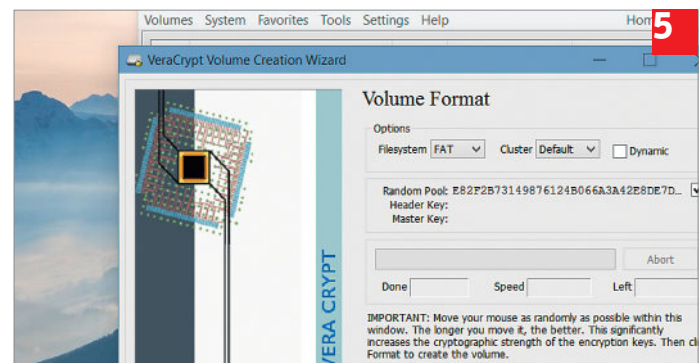 Volumes System Favorites Tools Settings Help
5
VeraCrypt Volume Creation Wizard
Volume Format
Options
Filesystem FAT Cluster Default Dynamic
Random Pool: E82F2B73149876124B066A3A42E8DE7D...
Header Key:
Master Key:
Abort
Done Speed Left
VERA CRYPT
IMPORTANT: Move your mouse as randomly as possible within this
window. The longer you move it, the better. This significantly
increases the cryptographic strength of the encryption keys. Then
Format to create the volume.